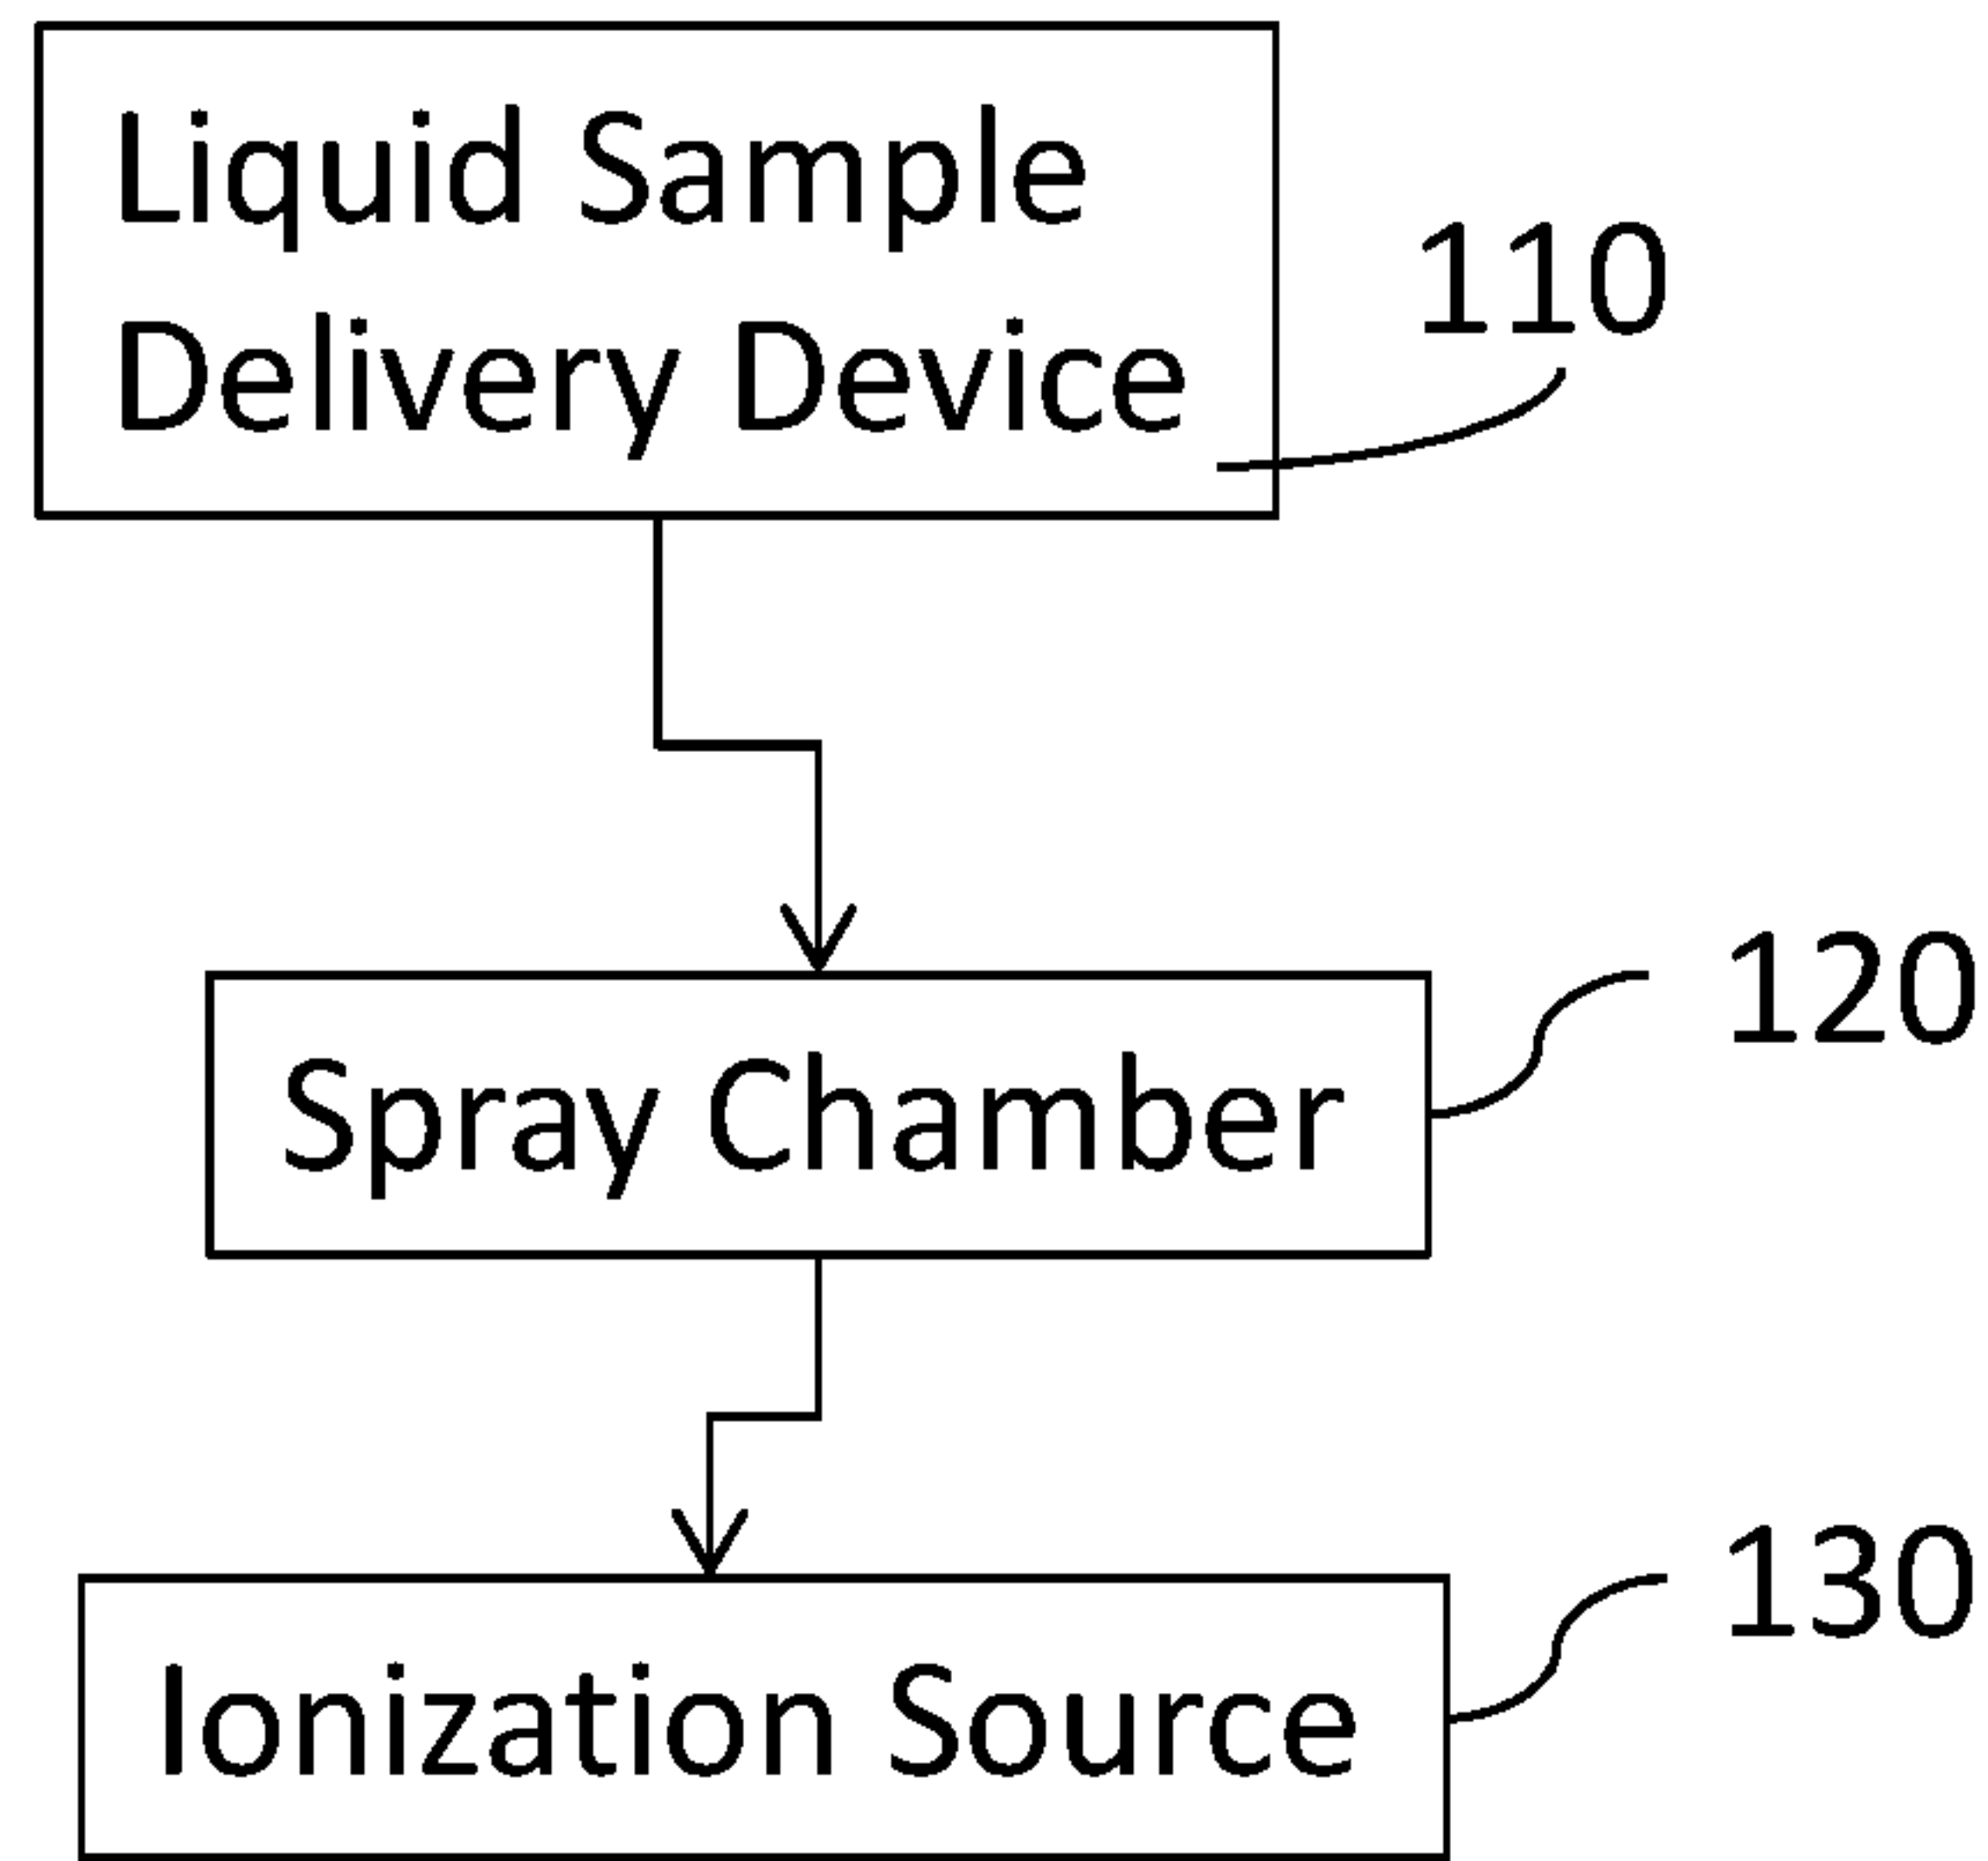 Liquid Sample
Delivery Device
110
Spray Chamber
120
Ionization Source
130